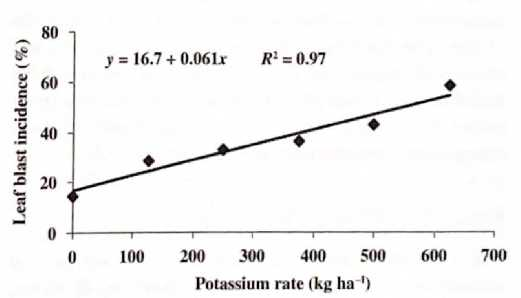 80
y = 16.7 + 0.061x R² = 0.97
60
40
20
0
Leaf blast incidence (%)
0 100 200 300 400 500 600 700
Potassium rate (kg ha⁻¹)